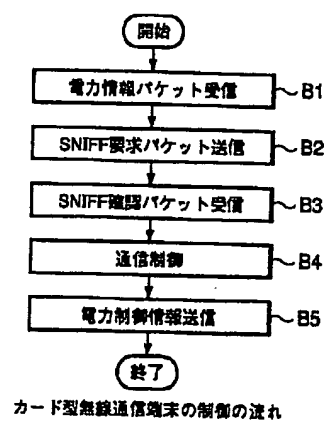 開始
電力情報パケット受信
B1
SNIFF要求パケット送信
B2
SNIFF確認パケット受信
B3
通信制御
B4
電力制御情報送信
B5
終了
カード型無線通信端末の制御の流れ